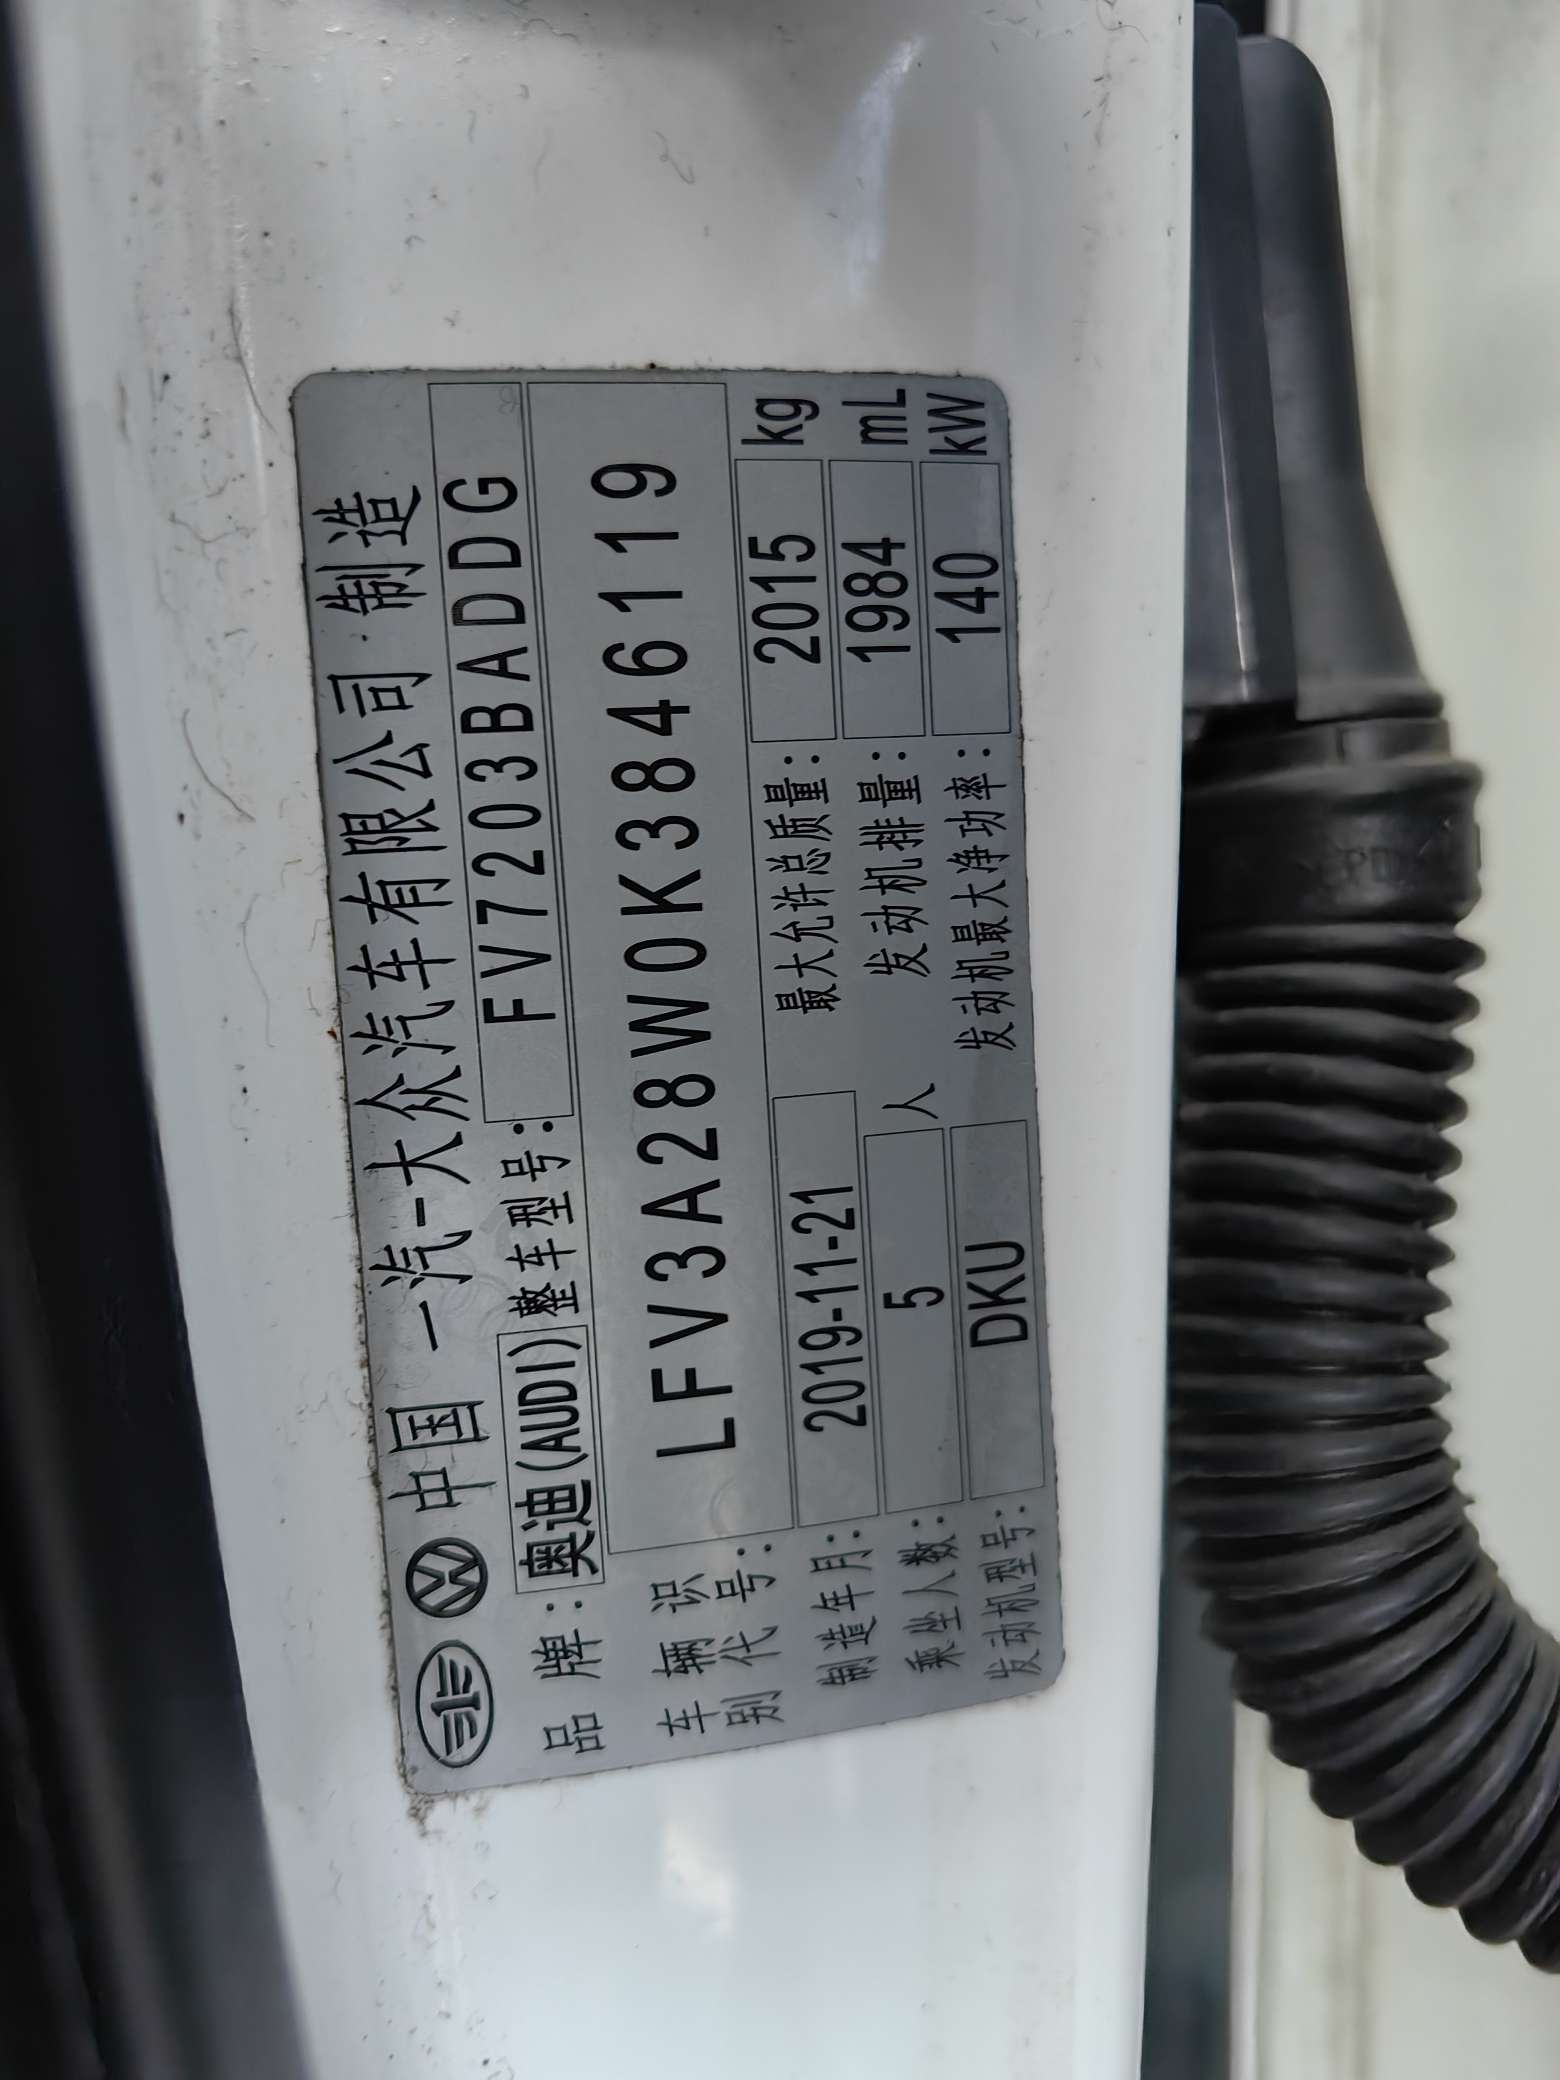 中国 一汽-大众汽车有限公司 制造
品牌：奥迪(AUDI) 整车型号：FV7203BADDG
车辆识别代号：LFV3A28W0K3846119
制造年月：2019-11-21 最大允许总质量：2015 kg
乘坐人数：5 人 发动机排量：1984 mL
发动机型号：DKU 发动机最大净功率：140 kW